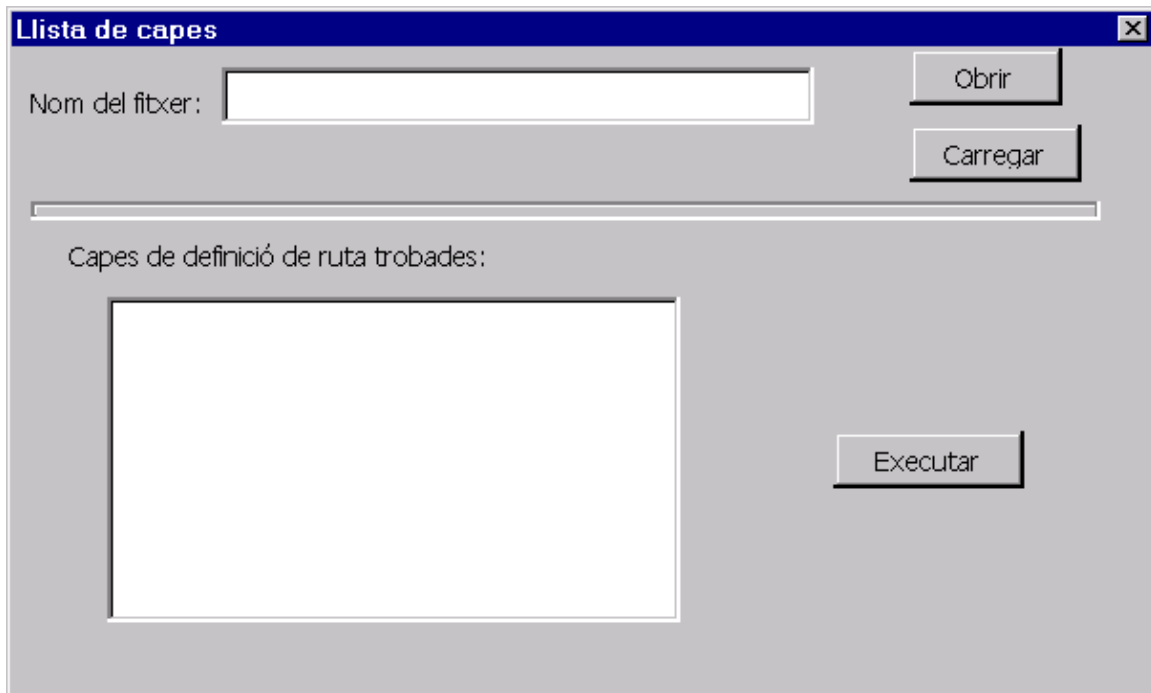 Llista de capes
Nom del fitxer:
Obrir
Carregar
Capes de definició de ruta trobades:
Executar